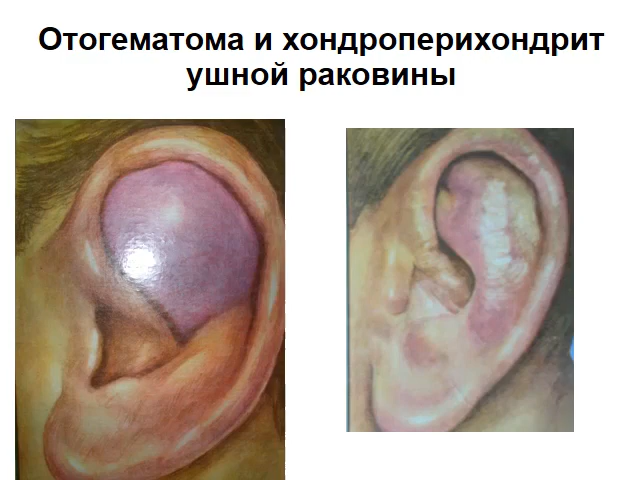 Отогематома и хондроперихондрит
ушной раковины